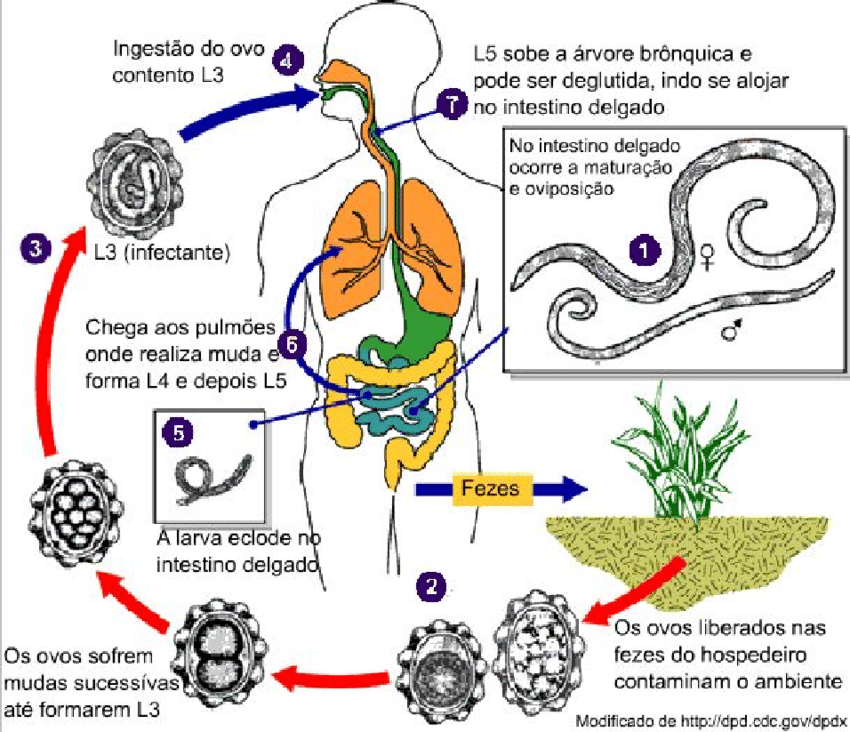 Ingestão do ovo
contento L3
4
L5 sobe a árvore brônquica e
pode ser deglutida, indo se alojar
no intestino delgado
7
No intestino delgado
ocorre a maturação
e oviposição
1
♀
♂
3
L3 (infectante)
Chega aos pulmões
onde realiza muda e
forma L4 e depois L5
6
5
A larva eclode no
intestino delgado
Fezes
2
Os ovos liberados nas
fezes do hospedeiro
contaminam o ambiente
Os ovos sofrem
mudas sucessívas
até formarem L3
Modificado de http://dpd.cdc.gov/dpdx